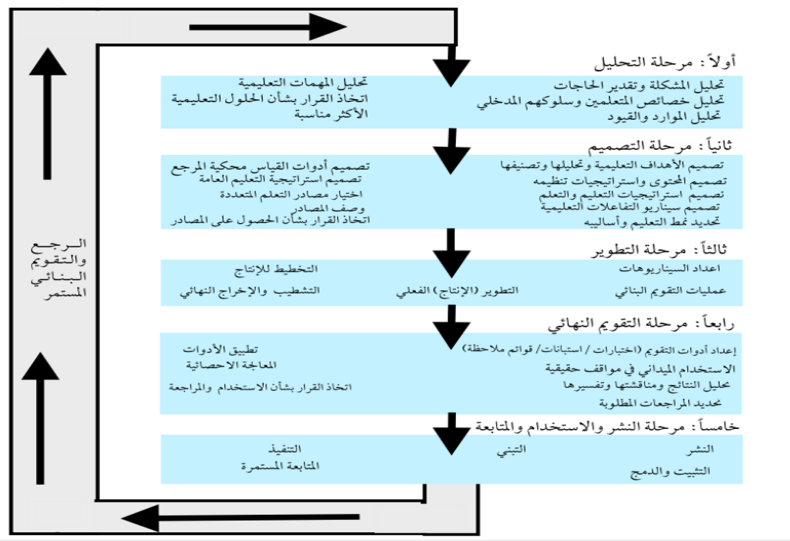 أولاً: مرحلة التحليل
تحليل المشكلة وتقدير الحاجات
تحليل خصائص المتعلمين وسلوكهم المدخلي
تحليل الموارد والقيود
تحليل المهمات التعليمية
اتخاذ القرار بشأن الحلول التعليمية
الأكثر مناسبة
ثانياً: مرحلة التصميم
تصميم الأهداف التعليمية وتحليلها وتصنيفها
تصميم المحتوى واستراتيجيات تنظيمه
تصميم استراتيجيات التعليم والتعلم
تصميم سيناريو التفاعلات التعليمية
تحديد نمط التعليم وأساليبه
تصميم أدوات القياس محكية المرجع
تصميم استراتيجية التعليم العامة
اختيار مصادر التعلم المتعددة
وصف المصادر
اتخاذ القرار بشأن الحصول على المصادر
ثالثاً: مرحلة التطوير
اعداد السيناريوهات
التخطيط للإنتاج
التطوير (الإنتاج) الفعلي
عمليات التقويم البنائي
التشطيب والإخراج النهائي
رابعاً: مرحلة التقويم النهائي
إعداد أدوات التقويم (اختبارات / استبانات/ قوائم ملاحظة)
الاستخدام الميداني في مواقف حقيقية
تحليل النتائج ومناقشتها وتفسيرها
تحديد المراجعات المطلوبة
تطبيق الأدوات
المعالجة الاحصائية
اتخاذ القرار بشأن الاستخدام والمراجعة
خامساً: مرحلة النشر والاستخدام والمتابعة
النشر
التبني
التنفيذ
التثبيت والدمج
المتابعة المستمرة
الـرجـع
والتقويم
الـبـنـائي
المستمر